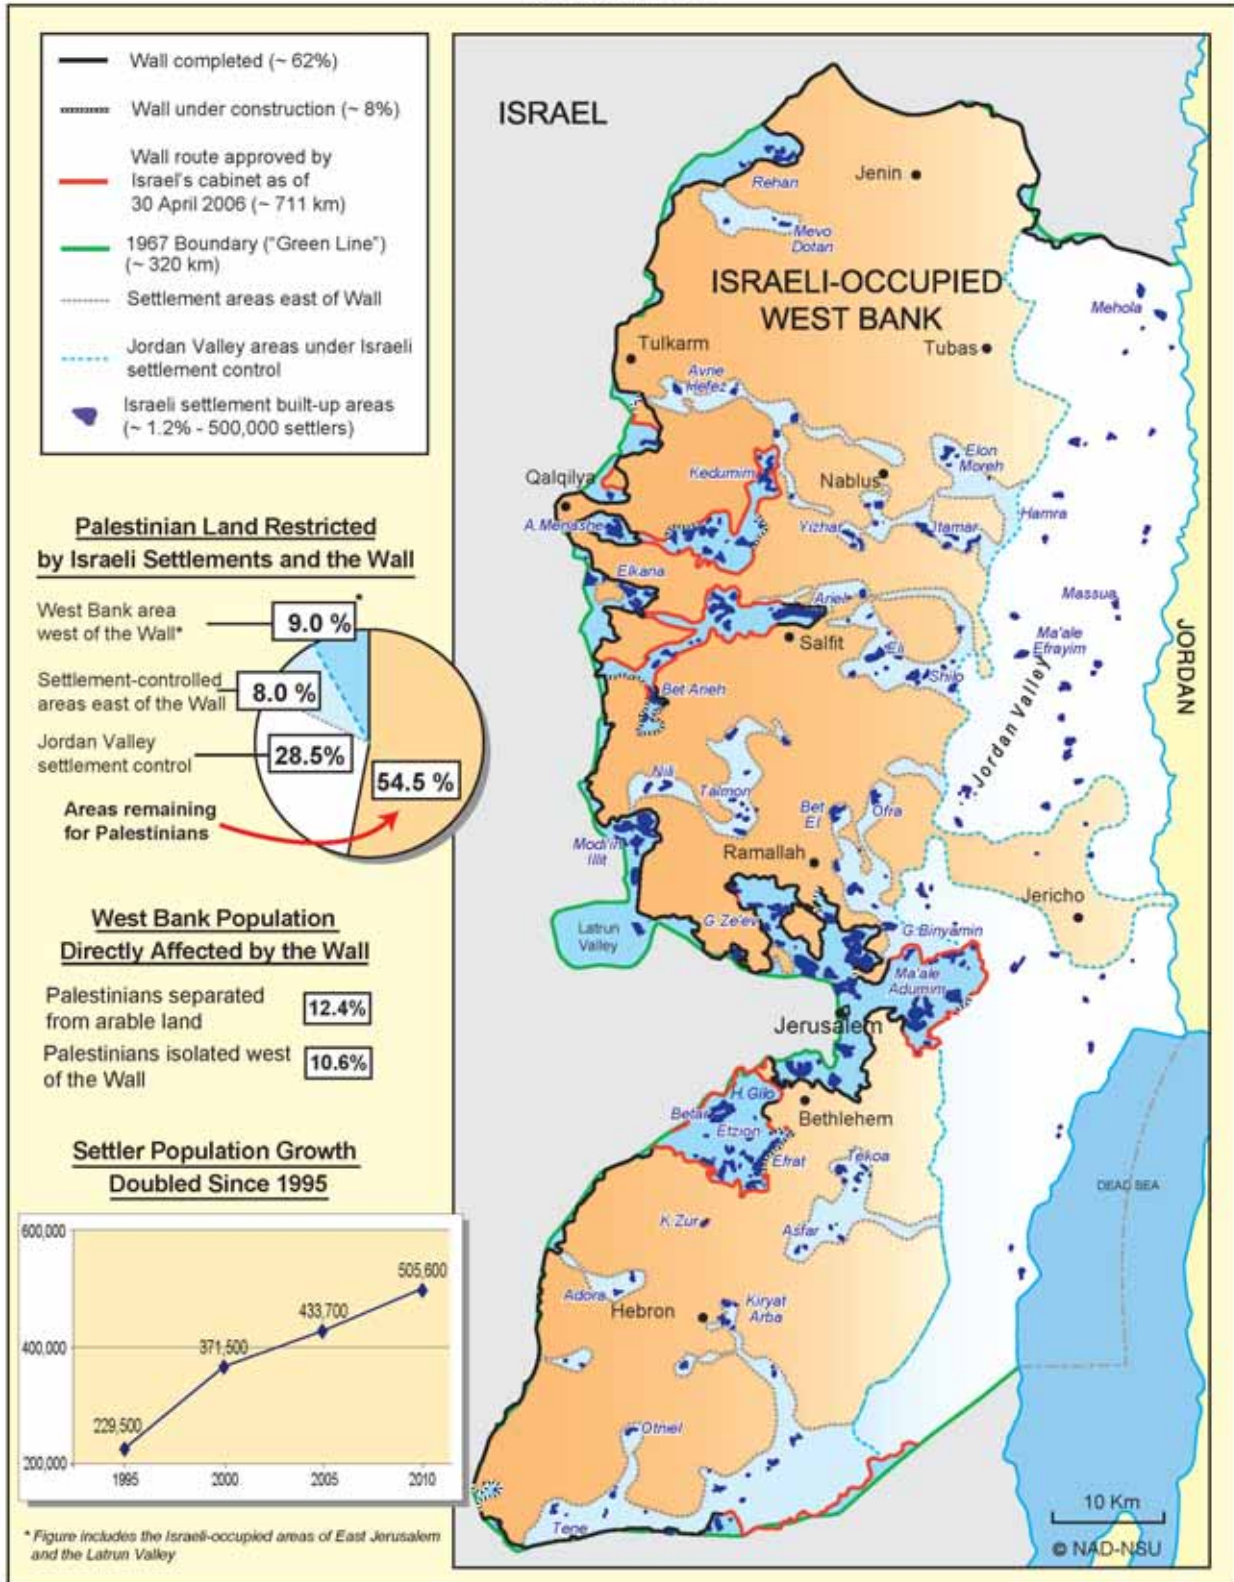 Wall completed (~ 62%)
Wall under construction (~ 8%)
Wall route approved by
Israel's cabinet as of
30 April 2006 (~ 711 km)
1967 Boundary ("Green Line")
(~ 320 km)
Settlement areas east of Wall
Jordan Valley areas under Israeli
settlement control
Israeli settlement built-up areas
(~ 1.2% - 500,000 settlers)
Palestinian Land Restricted
by Israeli Settlements and the Wall
West Bank area
west of the Wall*
9.0 %
*
Settlement-controlled
areas east of the Wall
8.0 %
Jordan Valley
settlement control
28.5%
54.5 %
Areas remaining
for Palestinians
West Bank Population
Directly Affected by the Wall
Palestinians separated
from arable land
12.4%
Palestinians isolated west
of the Wall
10.6%
Settler Population Growth
Doubled Since 1995
600,000
400,000
200,000
229,500
371,500
433,700
505,600
1995
2000
2005
2010
* Figure includes the Israeli-occupied areas of East Jerusalem
and the Latrun Valley
ISRAEL
Rehan
Jenin
Mevo
Dotan
ISRAELI-OCCUPIED
WEST BANK
Mehola
Tulkarm
Tubas
Avne
Hefez
Elon
Moreh
Qalqilya
Kedumim
Nablus
Hamra
A.Menashe
Yizhar
Itamar
Elkana
Massua
Ariel
Salfit
Ma'ale
Efrayim
JORDAN
Eli
Shilo
Bet Arieh
Jordan Valley
Nili
Talmon
Bet
El
Ofra
Modi'in
Illit
Ramallah
Jericho
Latrun
Valley
G.Ze'ev
G.Binyamin
Ma'ale
Adumim
Jerusalem
H.Gilo
Betar
Bethlehem
Etzion
Efrat
Tekoa
DEAD SEA
K.Zur
Asfar
Adora
Hebron
Kiryat
Arba
Otniel
Tene
10 Km
© NAD-NSU